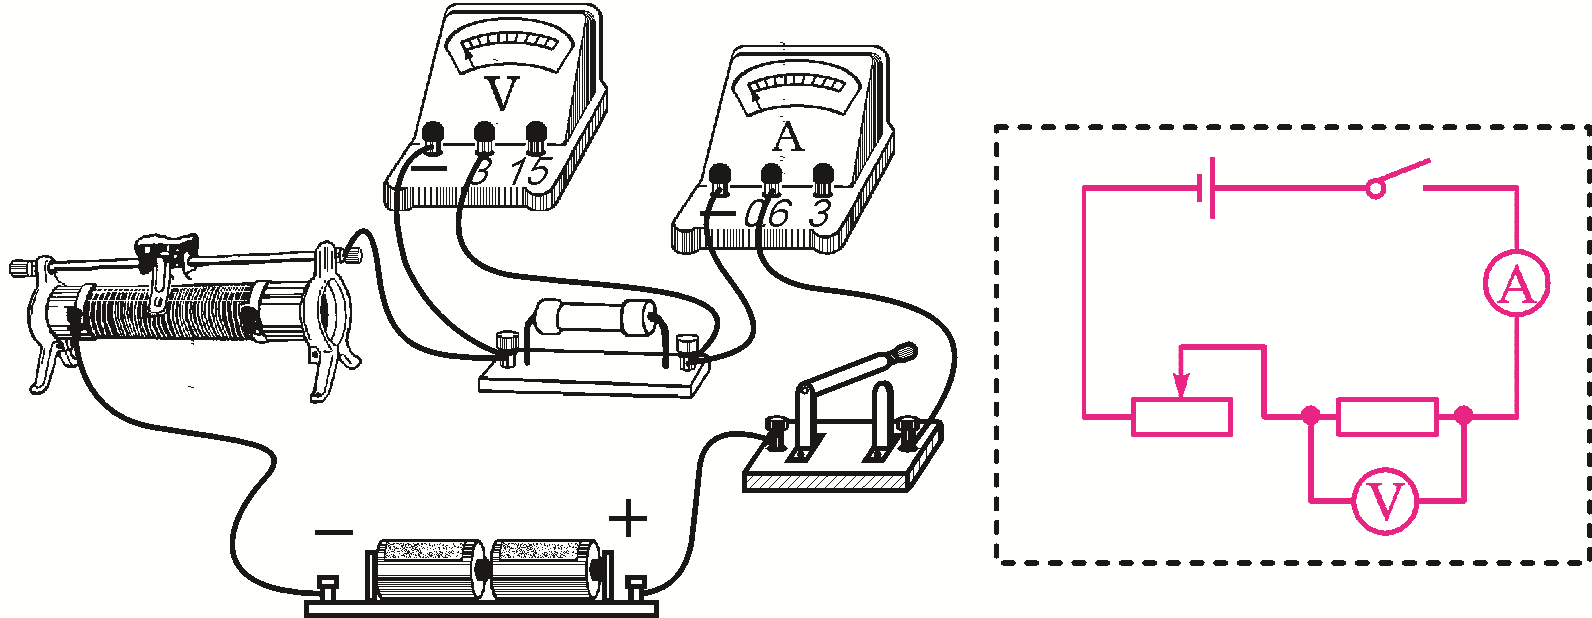 V
— 3 15
A
— 0.6 3
— +
A
V